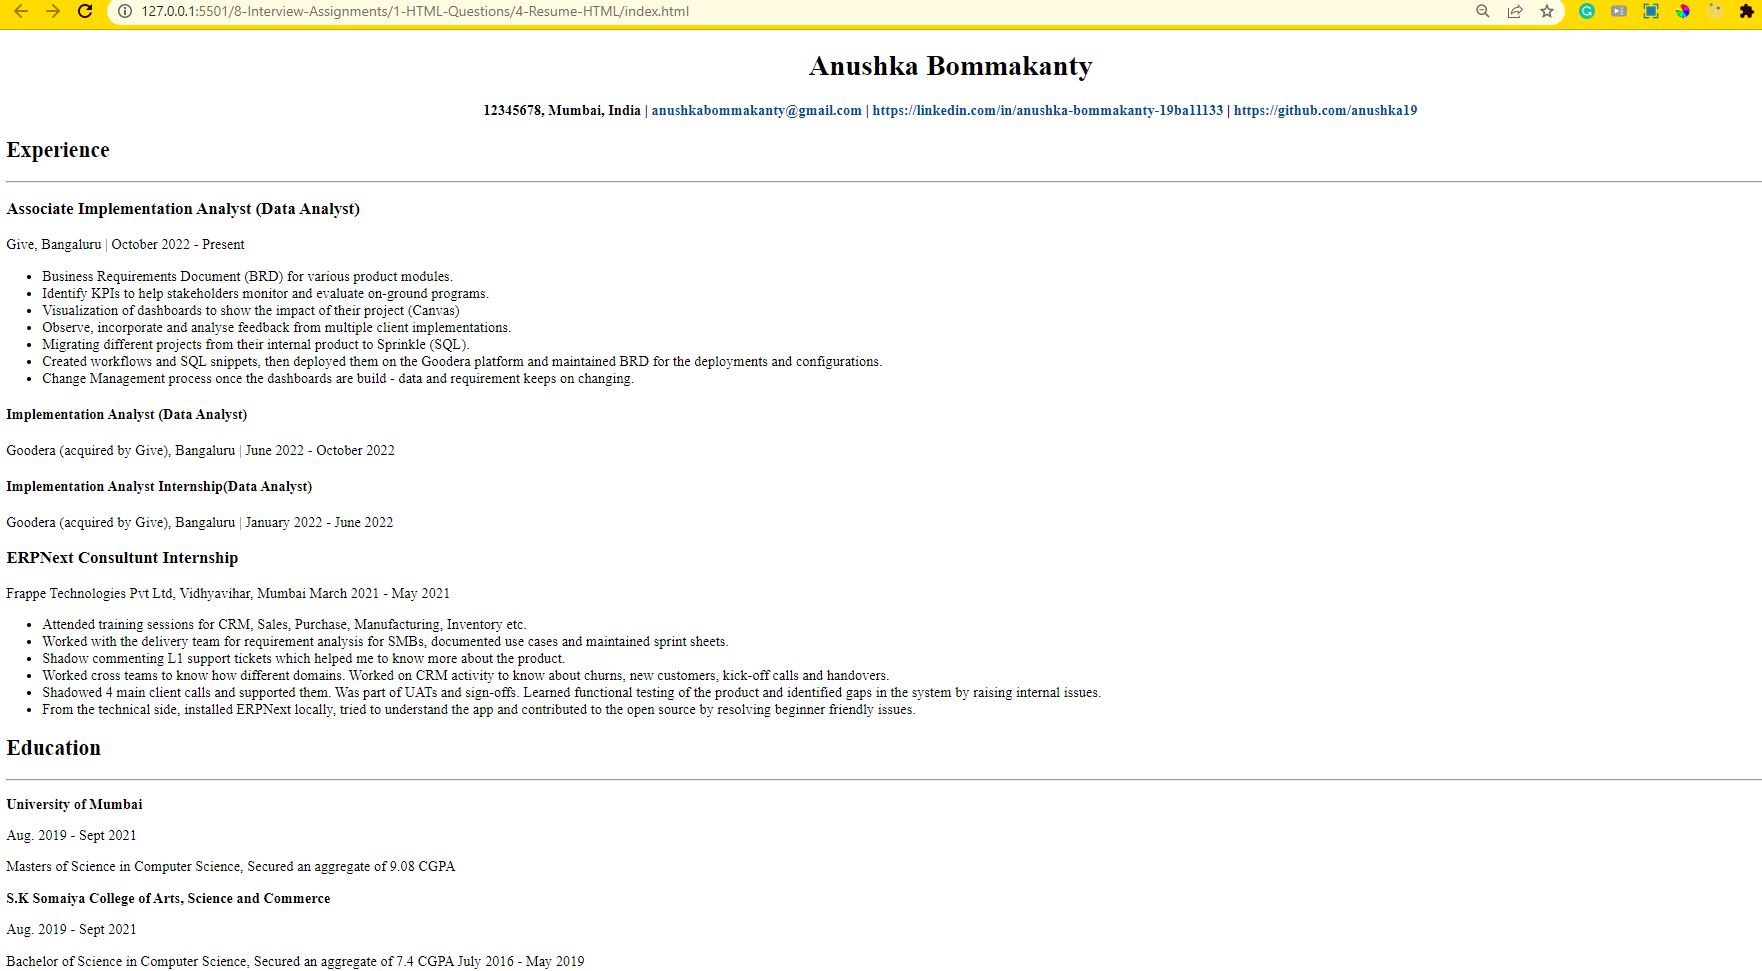 127.0.0.1:5501/8-Interview-Assignments/1-HTML-Questions/4-Resume-HTML/index.html
Anushka Bommakanty
12345678, Mumbai, India | anushkabommakanty@gmail.com | https://linkedin.com/in/anushka-bommakanty-19ba11133 | https://github.com/anushka19
Experience
Associate Implementation Analyst (Data Analyst)
Give, Bangaluru | October 2022 - Present
• Business Requirements Document (BRD) for various product modules.
• Identify KPIs to help stakeholders monitor and evaluate on-ground programs.
• Visualization of dashboards to show the impact of their project (Canvas)
• Observe, incorporate and analyse feedback from multiple client implementations.
• Migrating different projects from their internal product to Sprinkle (SQL).
• Created workflows and SQL snippets, then deployed them on the Goodera platform and maintained BRD for the deployments and configurations.
• Change Management process once the dashboards are build - data and requirement keeps on changing.
Implementation Analyst (Data Analyst)
Goodera (acquired by Give), Bangaluru | June 2022 - October 2022
Implementation Analyst Internship(Data Analyst)
Goodera (acquired by Give), Bangaluru | January 2022 - June 2022
ERPNext Consultunt Internship
Frappe Technologies Pvt Ltd, Vidhyavihar, Mumbai March 2021 - May 2021
• Attended training sessions for CRM, Sales, Purchase, Manufacturing, Inventory etc.
• Worked with the delivery team for requirement analysis for SMBs, documented use cases and maintained sprint sheets.
• Shadow commenting L1 support tickets which helped me to know more about the product.
• Worked cross teams to know how different domains. Worked on CRM activity to know about churns, new customers, kick-off calls and handovers.
• Shadowed 4 main client calls and supported them. Was part of UATs and sign-offs. Learned functional testing of the product and identified gaps in the system by raising internal issues.
• From the technical side, installed ERPNext locally, tried to understand the app and contributed to the open source by resolving beginner friendly issues.
Education
University of Mumbai
Aug. 2019 - Sept 2021
Masters of Science in Computer Science, Secured an aggregate of 9.08 CGPA
S.K Somaiya College of Arts, Science and Commerce
Aug. 2019 - Sept 2021
Bachelor of Science in Computer Science, Secured an aggregate of 7.4 CGPA July 2016 - May 2019